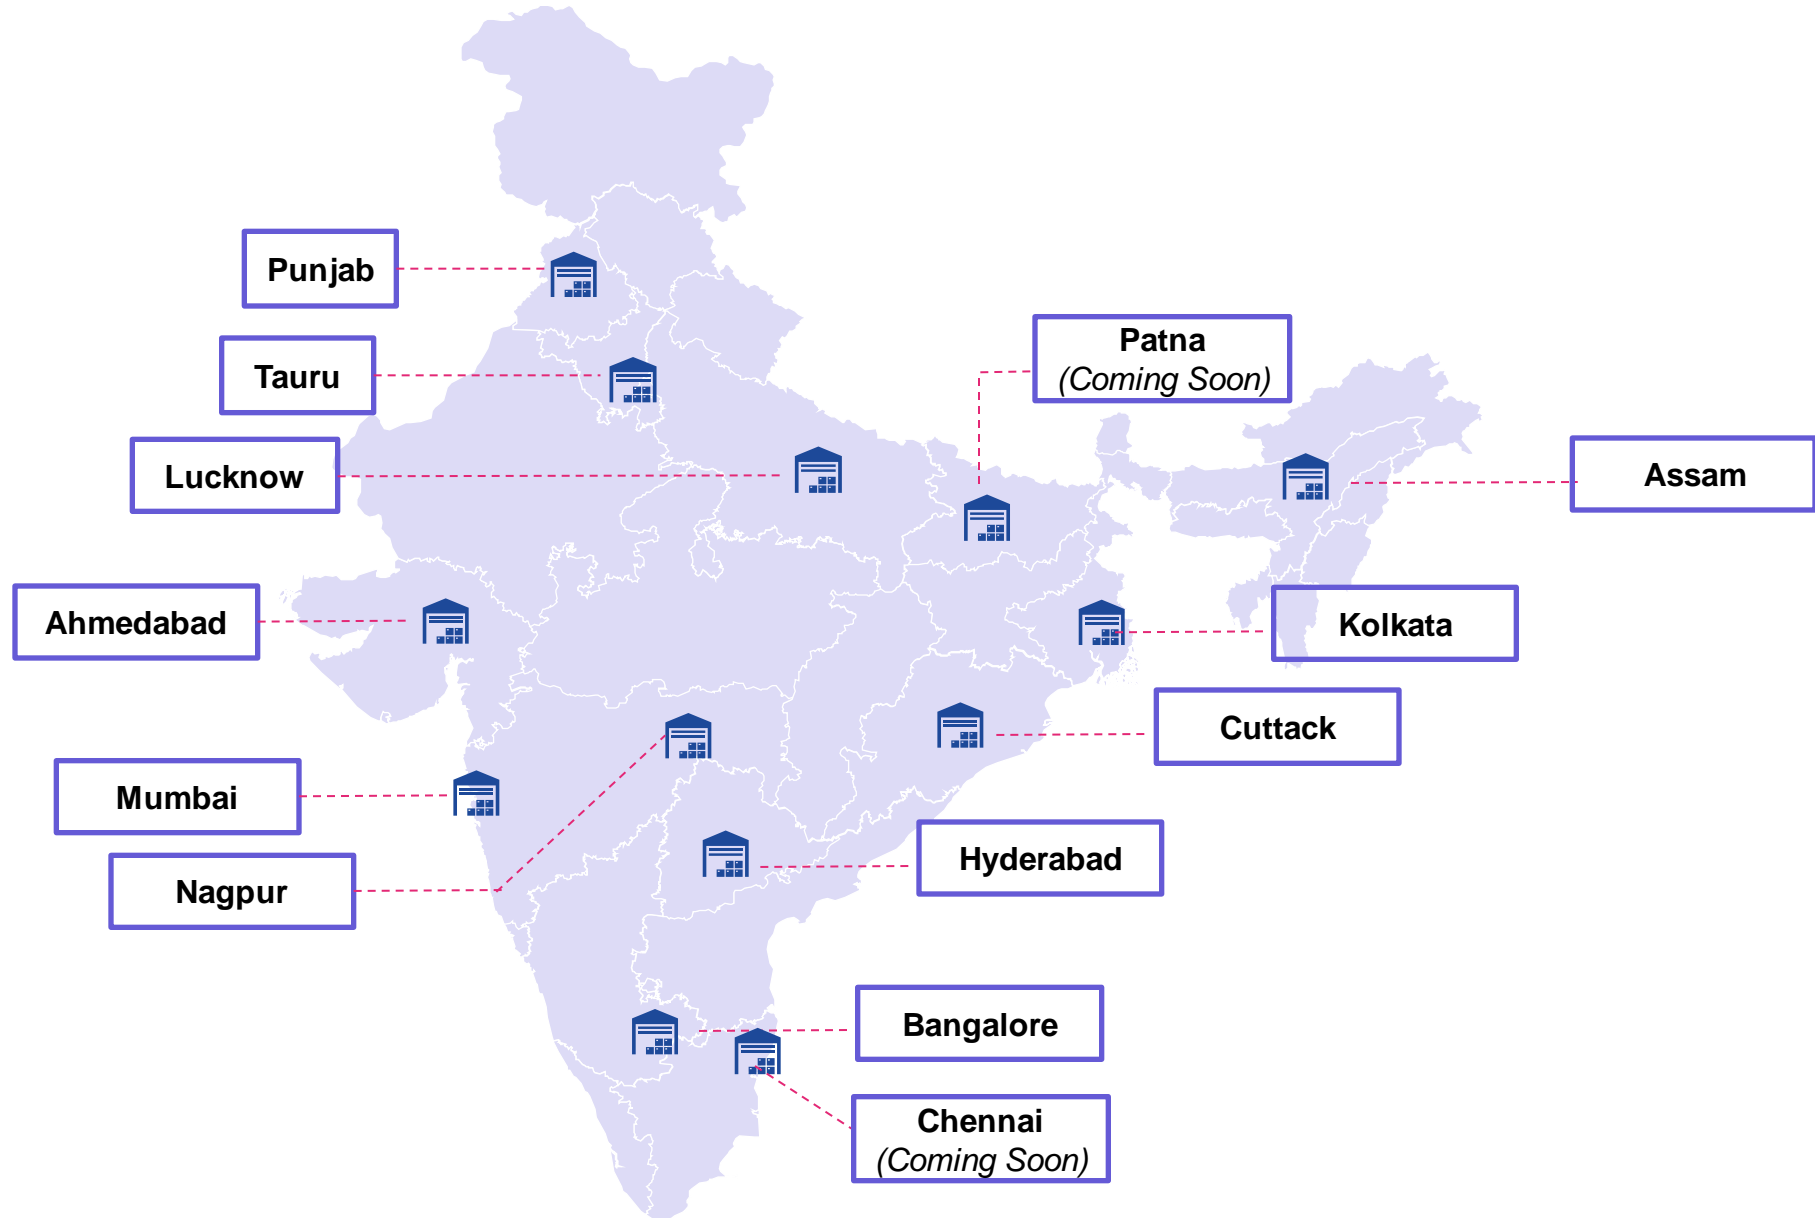 Punjab
Tauru
Patna
(Coming Soon)
Lucknow
Assam
Ahmedabad
Kolkata
Cuttack
Mumbai
Hyderabad
Nagpur
Bangalore
Chennai
(Coming Soon)